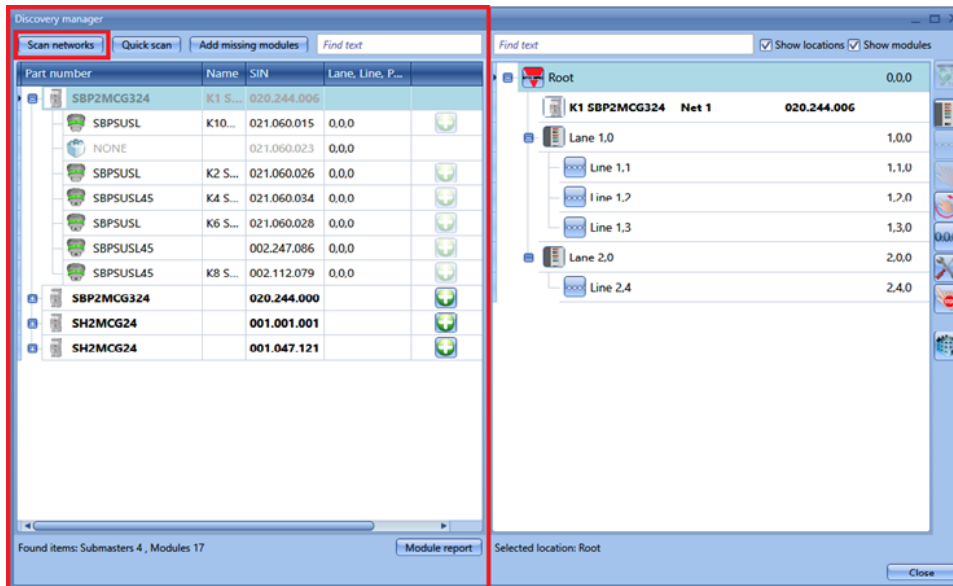 Discovery manager
Scan networks Quick scan Add missing modules Find text
Part number Name SIN Lane, Line, P...
SBP2MCG324 K1 S... 020.244.006
SBPSUSL K10... 021.060.015 0,0,0
NONE 021.060.023 0,0,0
SBPSUSL K2 S... 021.060.026 0,0,0
SBPSUSL45 K4 S... 021.060.034 0,0,0
SBPSUSL K6 S... 021.060.028 0,0,0
SBPSUSL45 002.247.086 0,0,0
SBPSUSL45 K8 S... 002.112.079 0,0,0
SBP2MCG324 020.244.000
SH2MCG24 001.001.001
SH2MCG24 001.047.121
Found items: Submasters 4 , Modules 17 Module report
Find text Show locations Show modules
Root 0,0,0
K1 SBP2MCG324 Net 1 020.244.006
Lane 1,0 1,0,0
Line 1,1 1,1,0
Line 1,2 1,2,0
Line 1,3 1,3,0
Lane 2,0 2,0,0
Line 2,4 2,4,0
Selected location: Root
Close